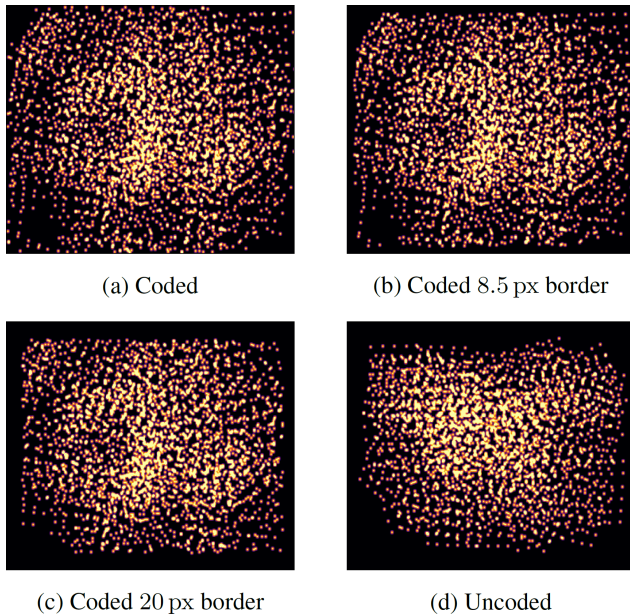 (a) Coded
(b) Coded 8.5 px border
(c) Coded 20 px border
(d) Uncoded